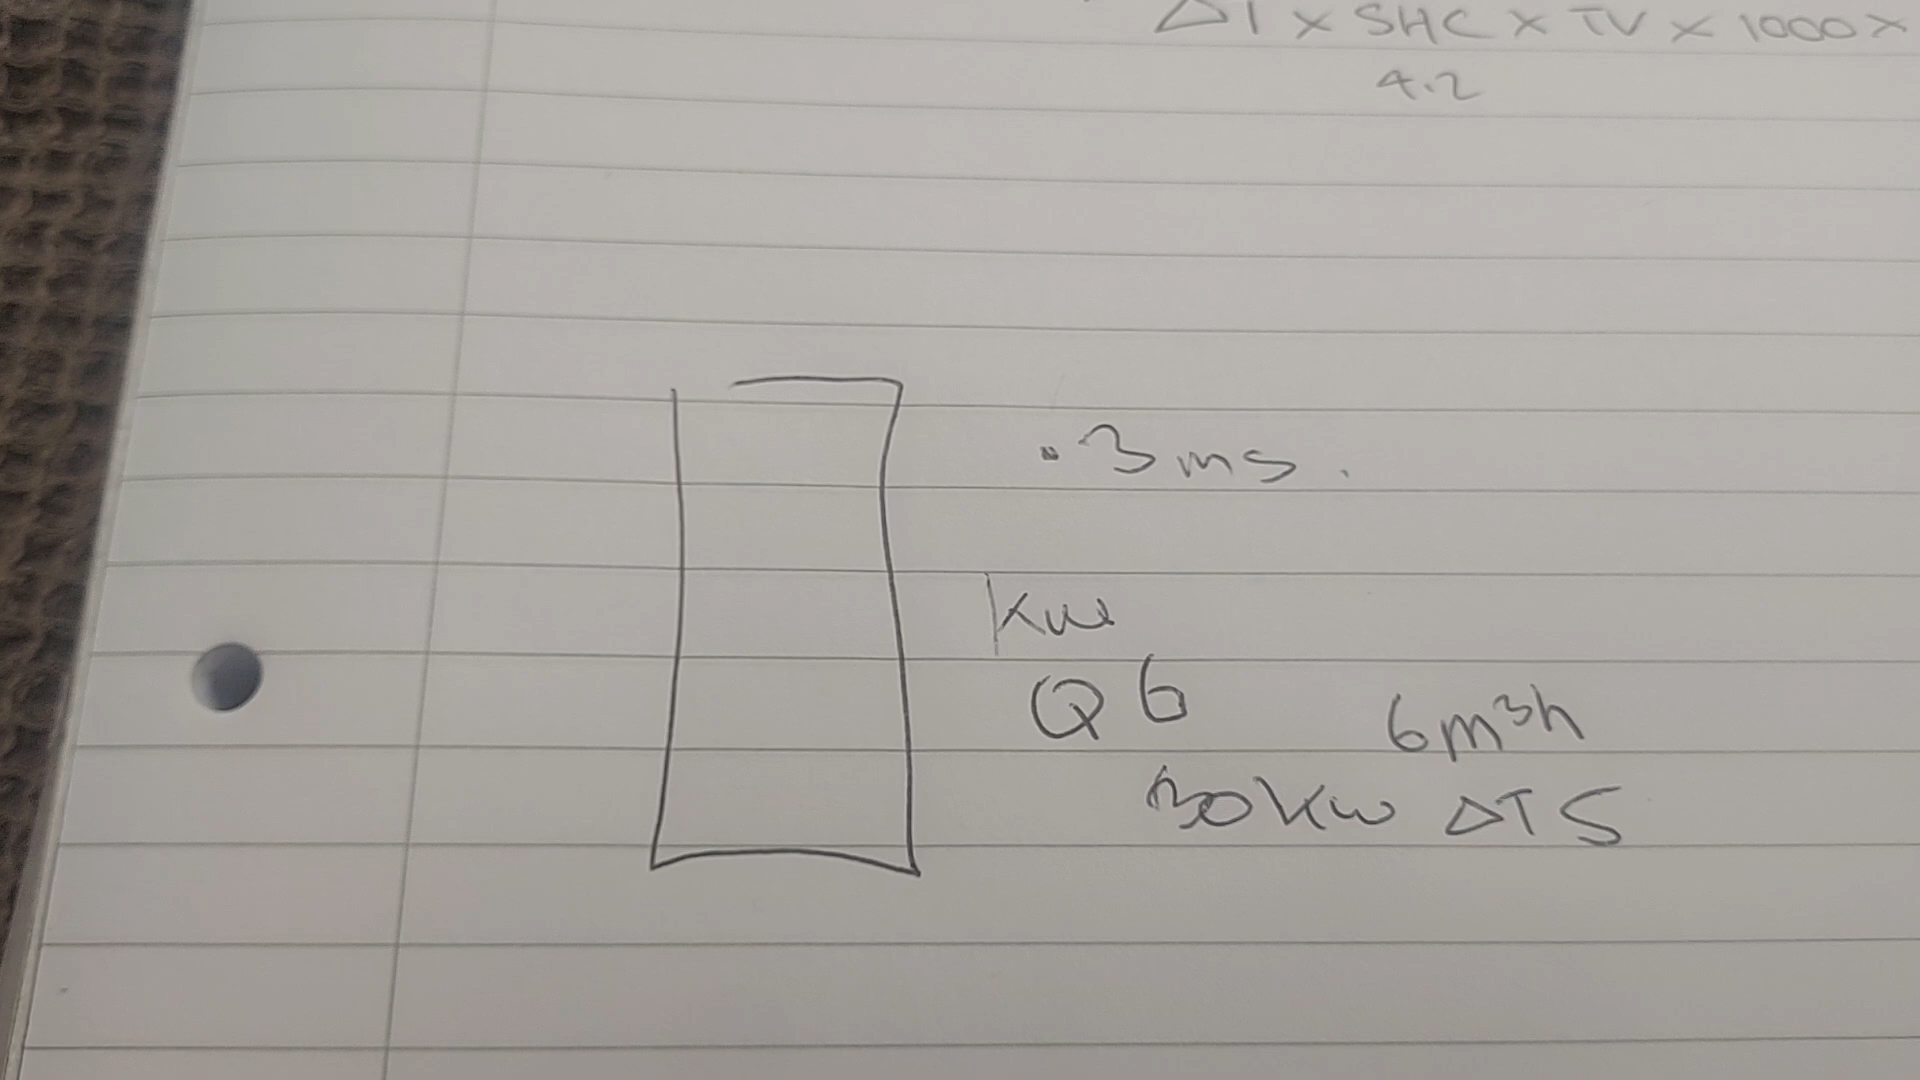 ΔT x SHC x TV x 1000 x
4.2
.3 ms.
kw
Q 6
6m³h
30kw ΔT 5